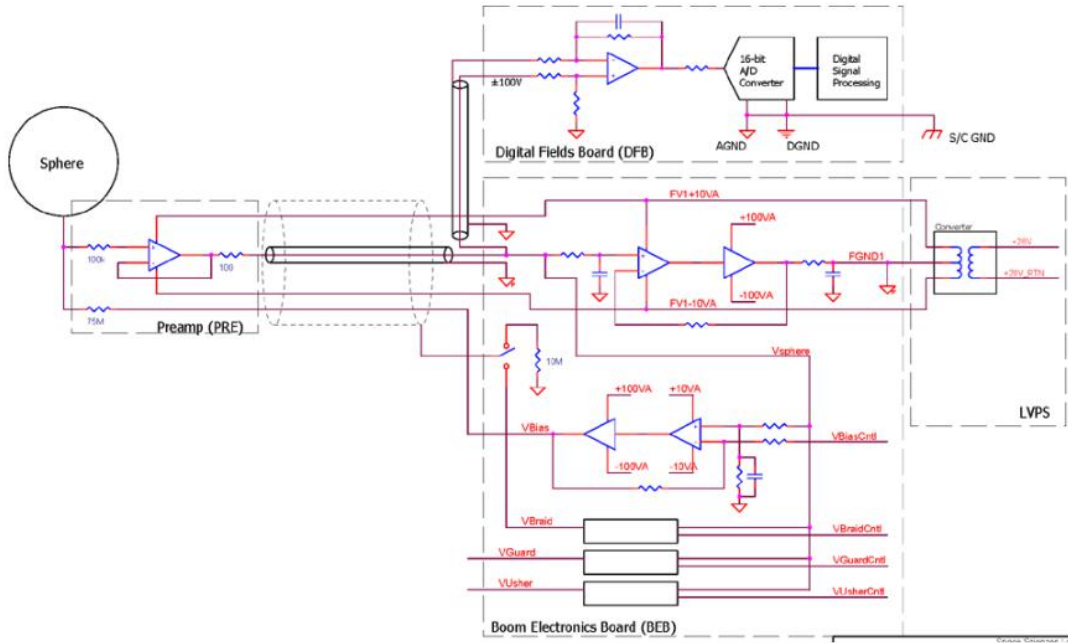 ±100V
16-bit
A/D
Converter
Digital
Signal
Processing
AGND
DGND
S/C GND
Digital Fields Board (DFB)
Sphere
100k
100
75M
Preamp (PRE)
FV1+10VA
+100VA
FGND1
-100VA
FV1-10VA
Converter
+28V
+28V_RTN
LVPS
Vsphere
10M
+100VA
+10VA
VBias
VBiasCntl
-100VA
-10VA
VBraid
VBraidCntl
VGuard
VGuardCntl
VUsher
VUsherCntl
Boom Electronics Board (BEB)